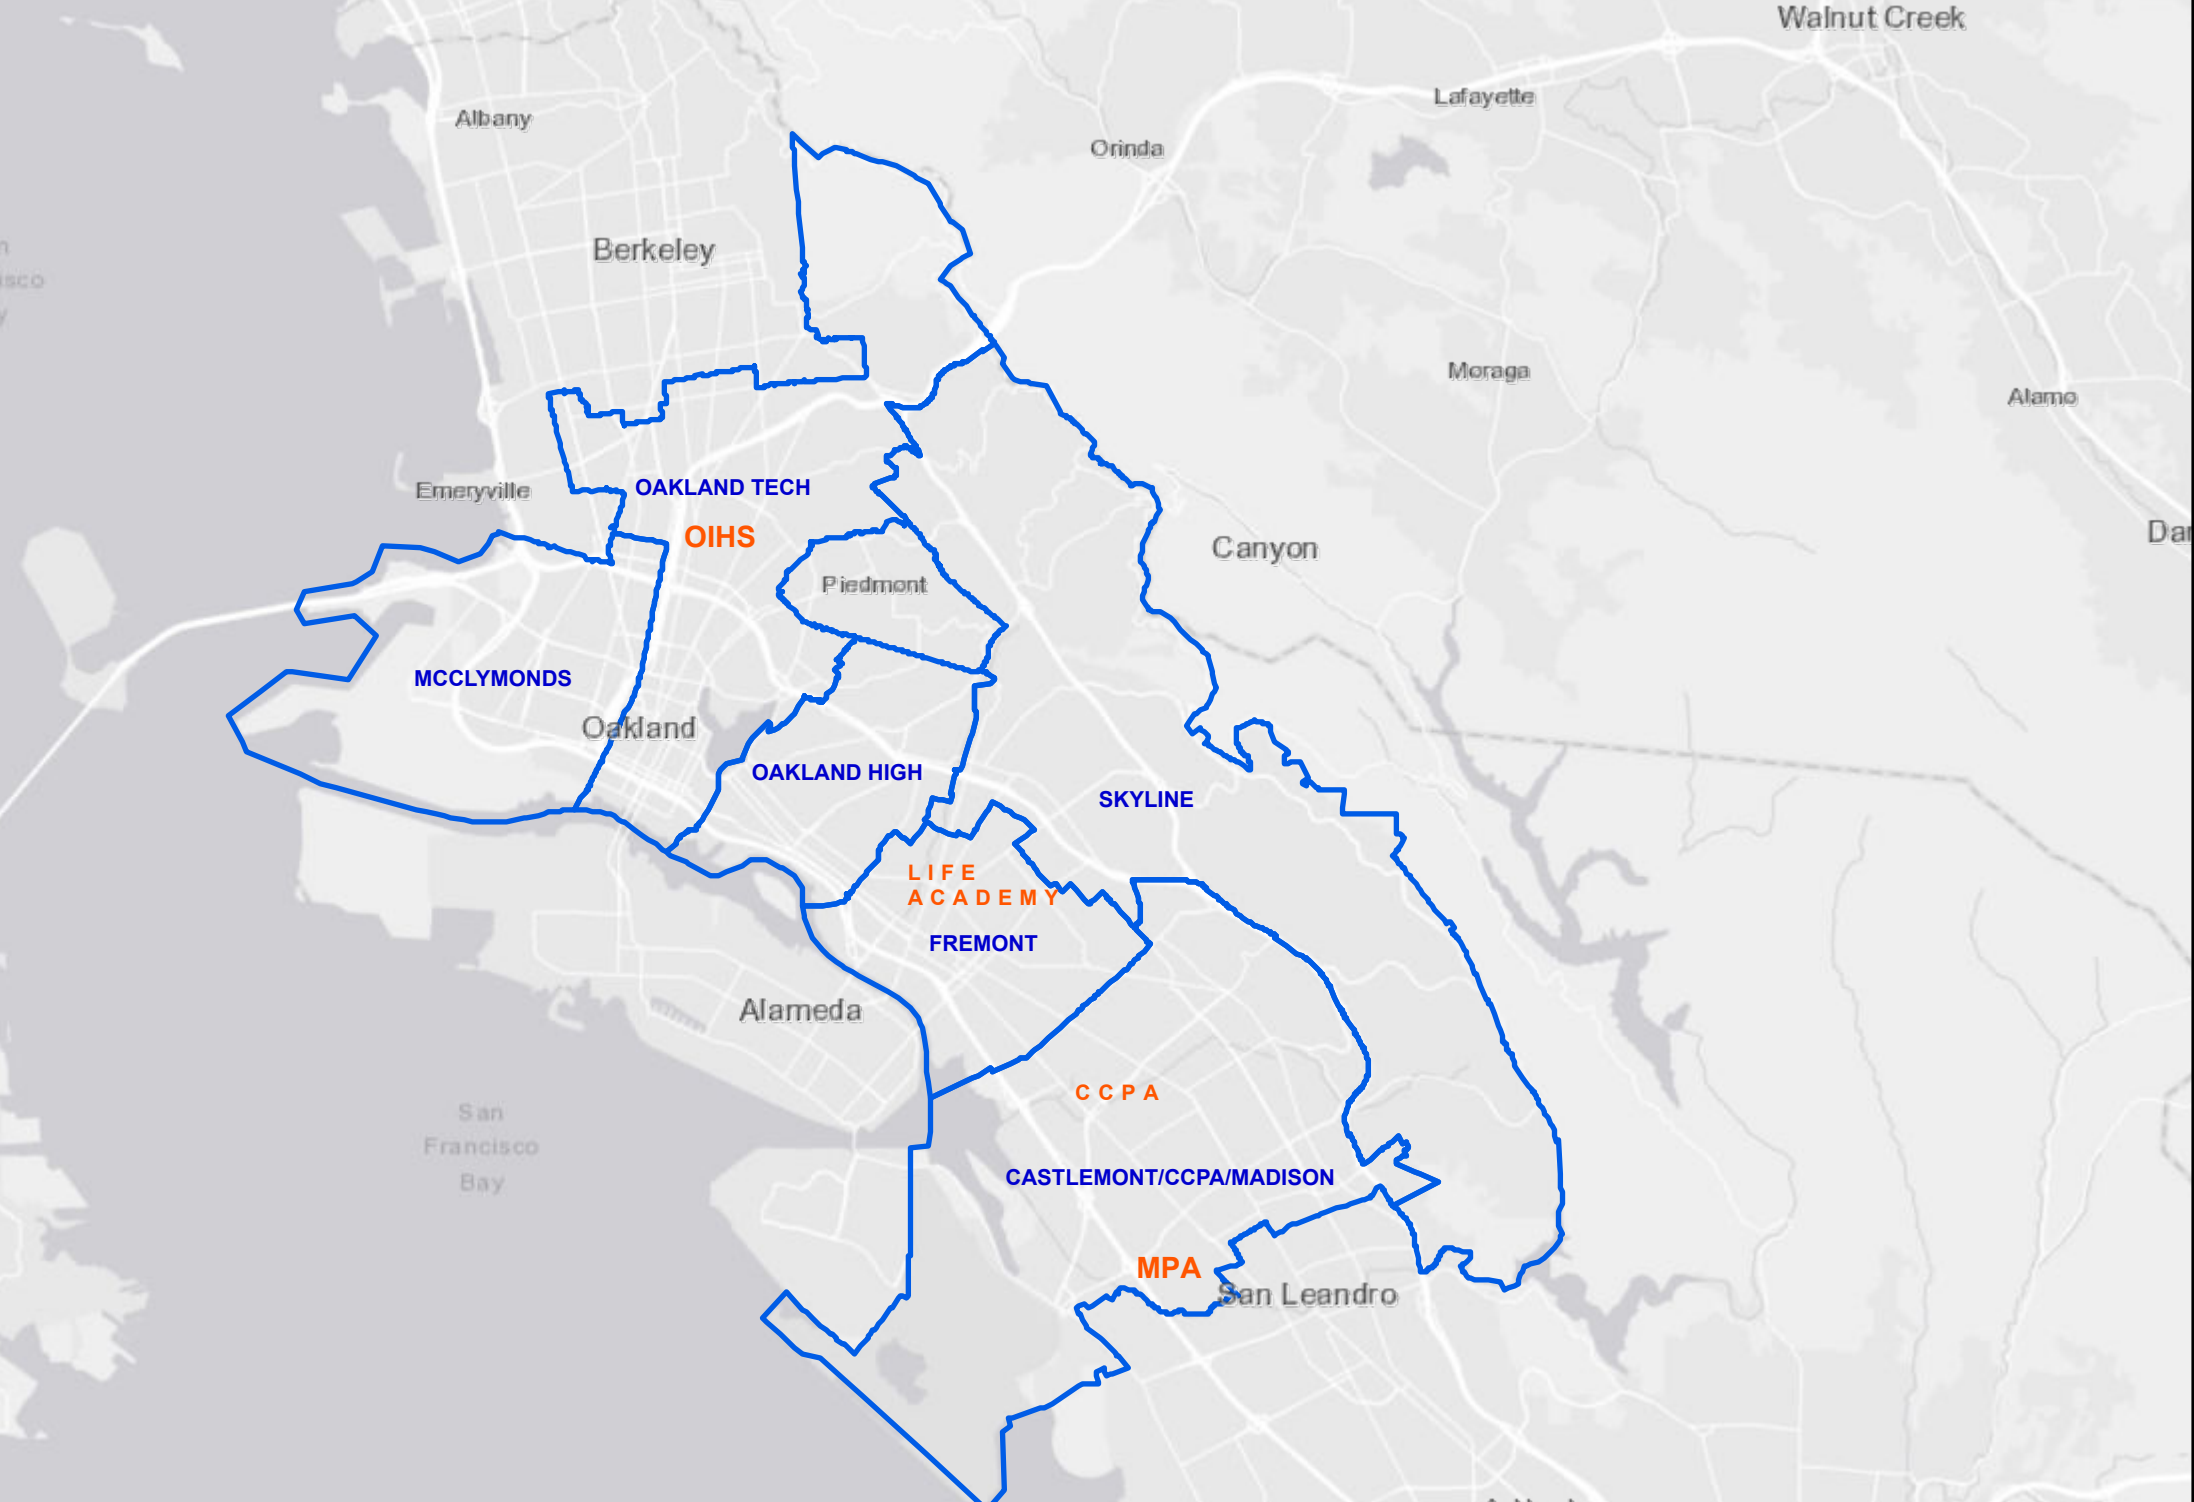 Walnut Creek
Lafayette
Albany
Orinda
Berkeley
Moraga
Alamo
OAKLAND TECH
Emeryville
OIHS
Canyon
Piedmont
MCCLYMONDS
Oakland
OAKLAND HIGH
SKYLINE
LIFE
ACADEMY
FREMONT
Alameda
CCPA
San
Francisco
Bay
CASTLEMONT/CCPA/MADISON
MPA
San Leandro